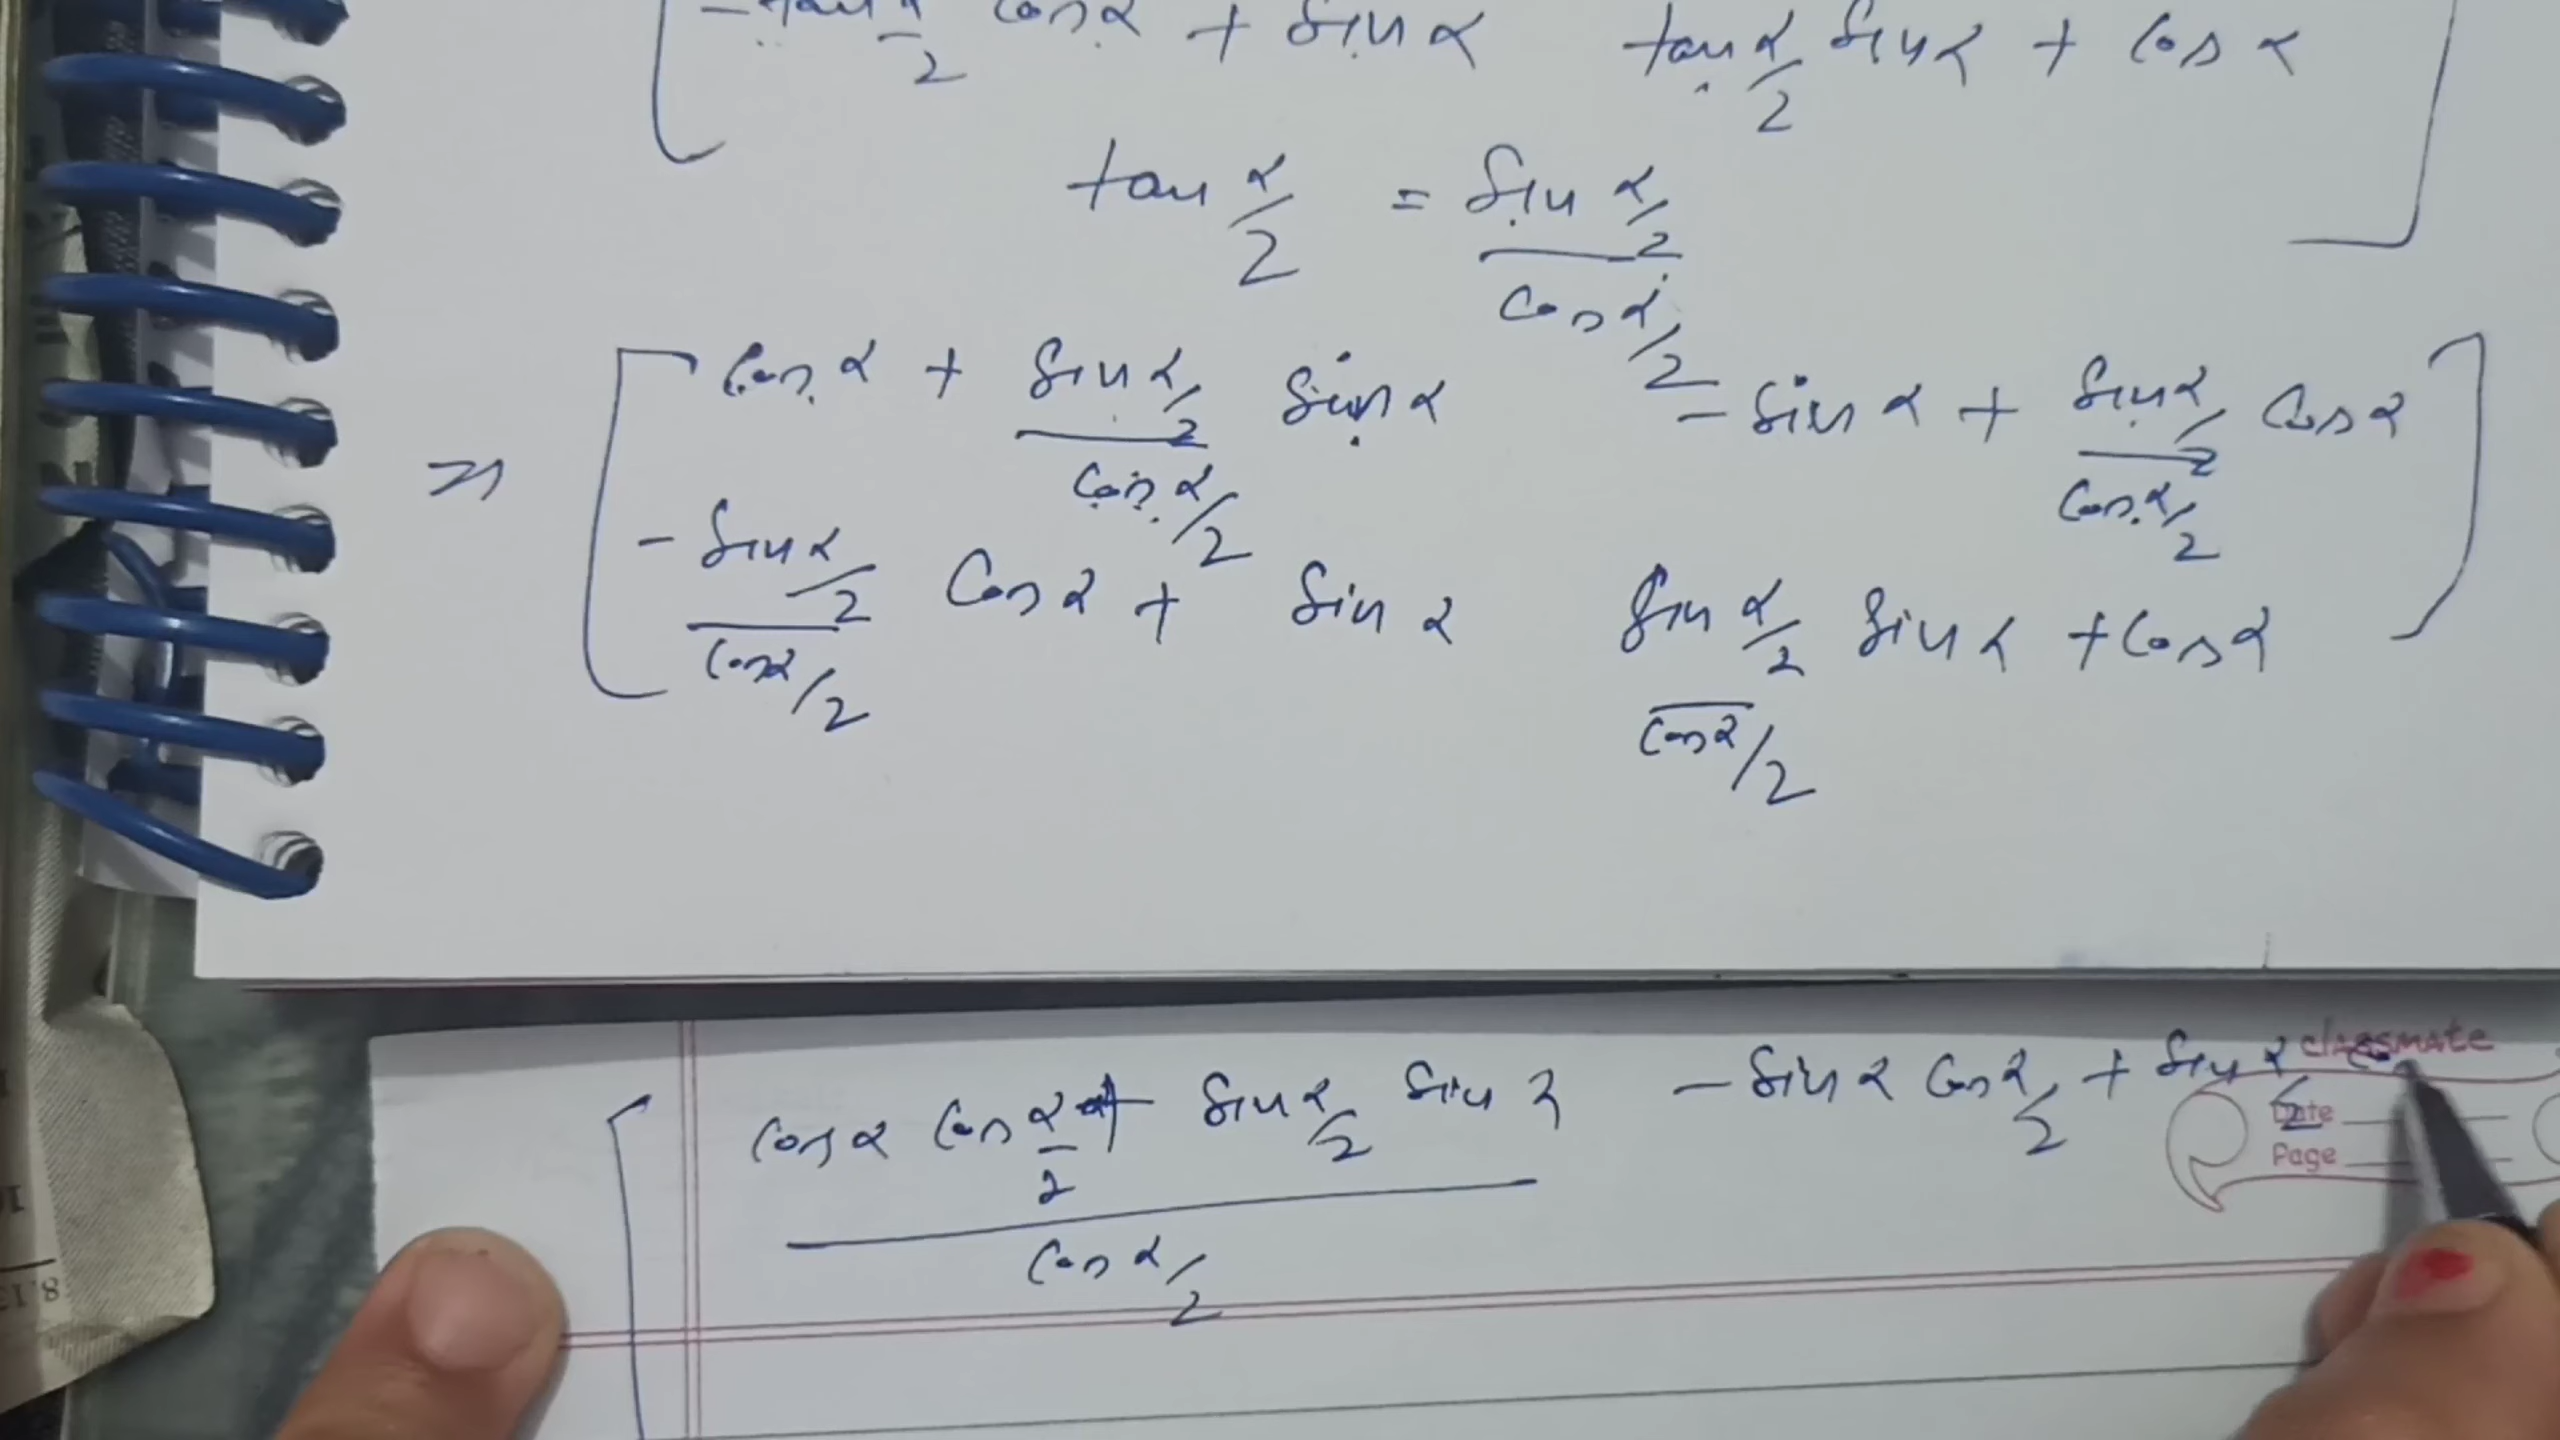 - tan α/2 cos α + sin α    tan α/2 sin α + cos α
tan α/2 = sin α/2 / cos α/2
⇒ [ cos α + sin α/2 / cos α/2 sin α    - sin α + sin α/2 / cos α/2 cos α
- sin α/2 / cos α/2 cos α + sin α    sin α/2 / cos α/2 sin α + cos α ]
classmate
[ cos α cos α/2 + sin α/2 sin α / cos α/2    - sin α cos α/2 + sin α/2
Date
Page